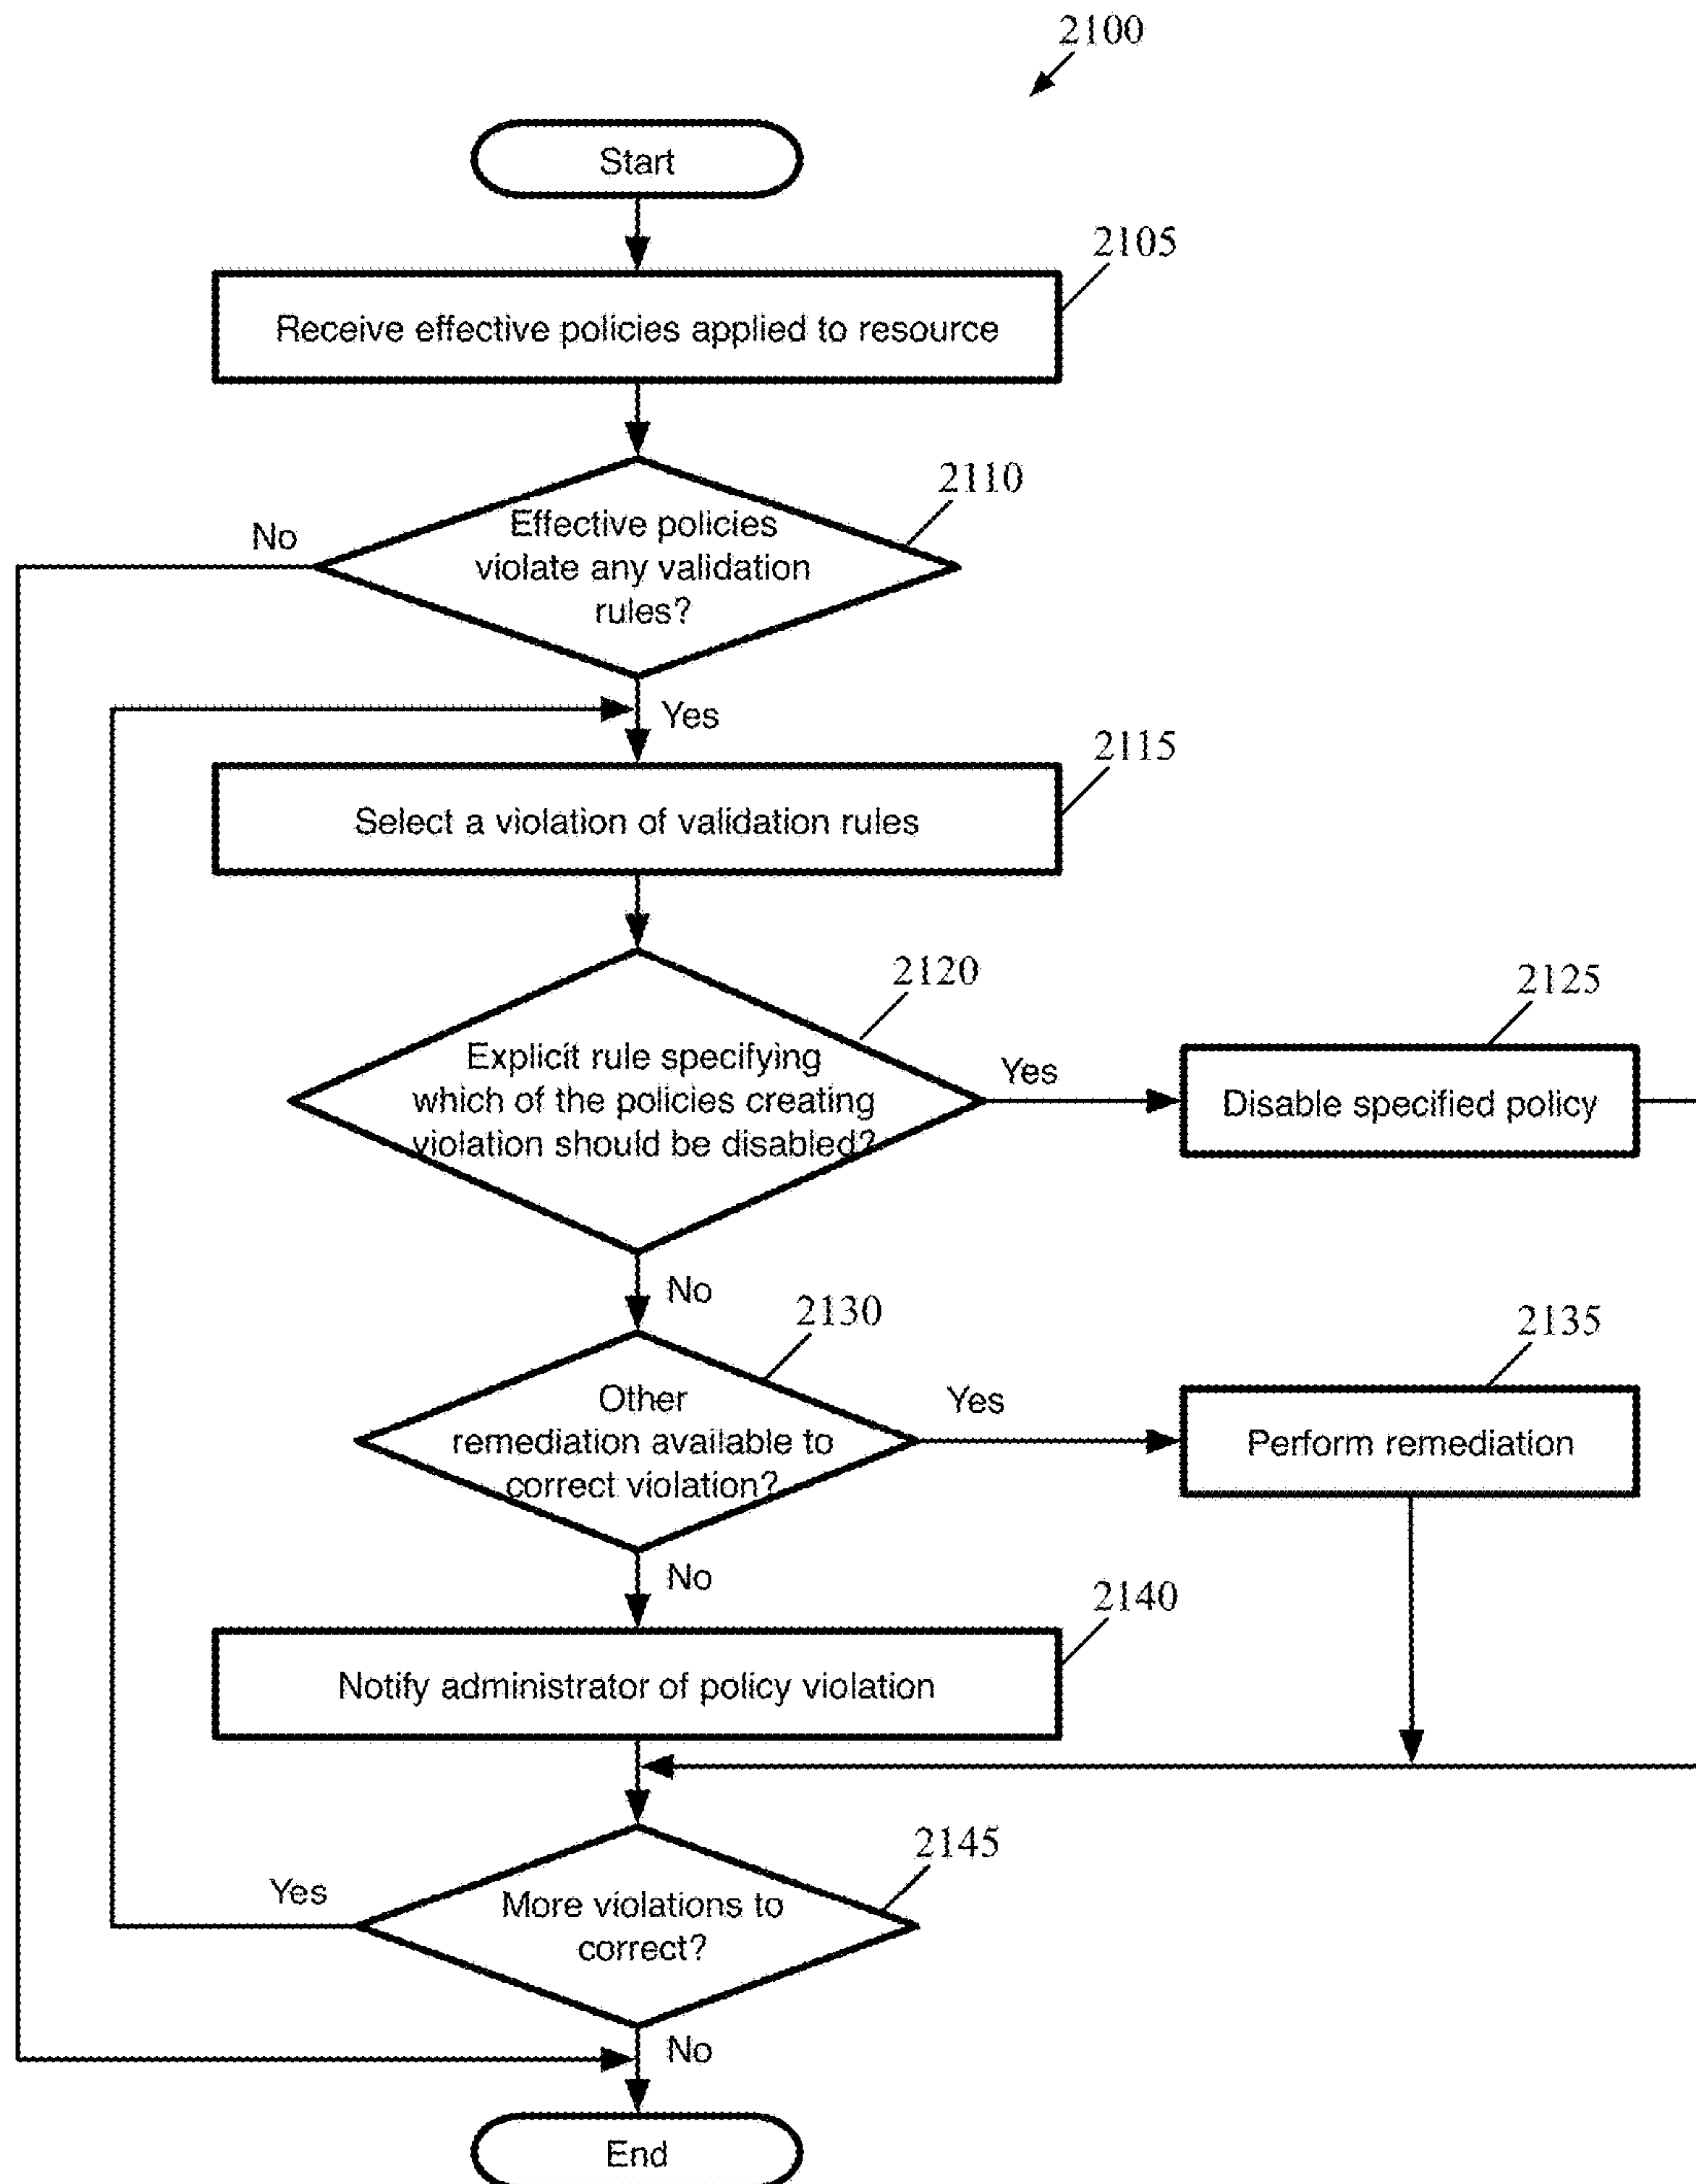 2100
Start
2105
Receive effective policies applied to resource
2110
No
Effective policies
violate any validation
rules?
Yes
2115
Select a violation of validation rules
2120
2125
Explicit rule specifying
which of the policies creating
violation should be disabled?
Yes
Disable specified policy
No
2130
2135
Other
remediation available to
correct violation?
Yes
Perform remediation
No
2140
Notify administrator of policy violation
2145
Yes
More violations to
correct?
No
End